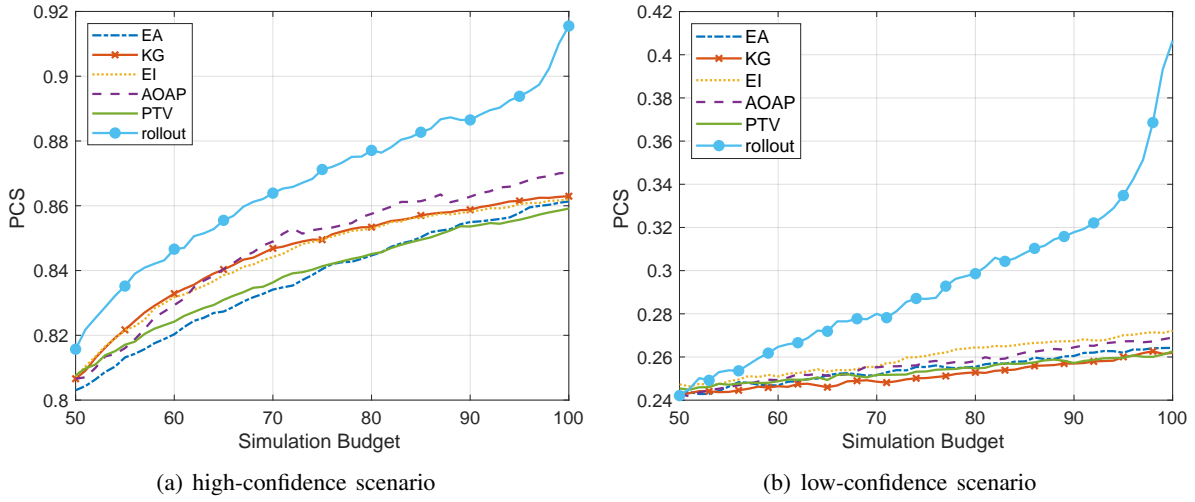 0.92
0.9
0.88
0.86
0.84
0.82
0.8
PCS
EA
KG
EI
AOAP
PTV
rollout
50 60 70 80 90 100
Simulation Budget
(a) high-confidence scenario
0.42
0.4
0.38
0.36
0.34
0.32
0.3
0.28
0.26
0.24
PCS
EA
KG
EI
AOAP
PTV
rollout
50 60 70 80 90 100
Simulation Budget
(b) low-confidence scenario